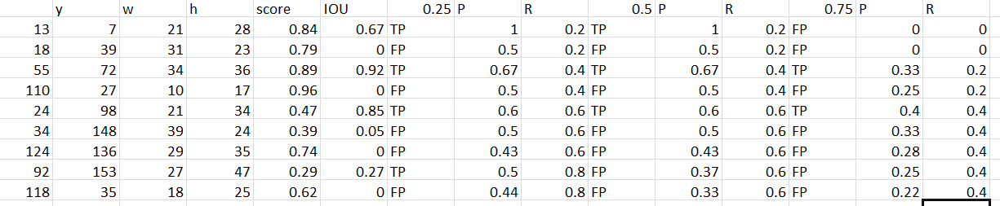 y w h score IOU 0.25 P R 0.5 P R 0.75 P R
13 7 21 28 0.84 0.67 TP 1 0.2 TP 1 0.2 FP 0 0
18 39 31 23 0.79 0 FP 0.5 0.2 FP 0.5 0.2 FP 0 0
55 72 34 36 0.89 0.92 TP 0.67 0.4 TP 0.67 0.4 TP 0.33 0.2
110 27 10 17 0.96 0 FP 0.5 0.4 FP 0.5 0.4 FP 0.25 0.2
24 98 21 34 0.47 0.85 TP 0.6 0.6 TP 0.6 0.6 TP 0.4 0.4
34 148 39 24 0.39 0.05 FP 0.5 0.6 FP 0.5 0.6 FP 0.33 0.4
124 136 29 35 0.74 0 FP 0.43 0.6 FP 0.43 0.6 FP 0.28 0.4
92 153 27 47 0.29 0.27 TP 0.5 0.8 FP 0.37 0.6 FP 0.25 0.4
118 35 18 25 0.62 0 FP 0.44 0.8 FP 0.33 0.6 FP 0.22 0.4